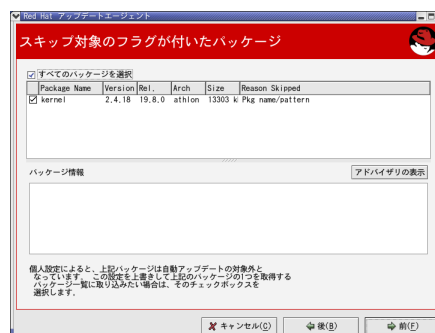 Red Hat アップデートエージェント
スキップ対象のフラグが付いたパッケージ
すべてのパッケージを選択
Package Name Version Rel. Arch Size Reason Skipped
kernel 2.4.18 19.8.0 athlon 13303 k Pkg name/pattern
パッケージ情報
アドバイザリの表示
個人設定によると、上記パッケージは自動アップデートの対象外と
なっています。 この設定を上書きして上記のパッケージの1つを取得する
パッケージ一覧に取り込みたい場合は、そのチェックボックスを
選択します。
キャンセル(C) 後(B) 前(F)